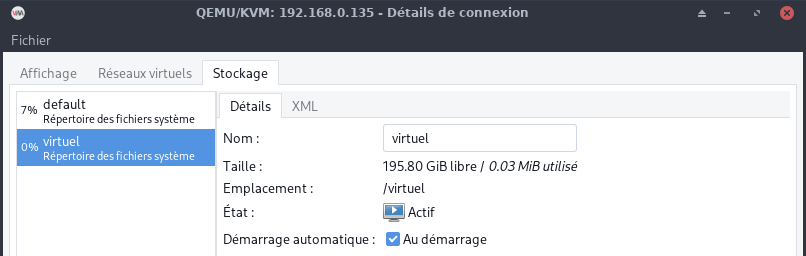 QEMU/KVM: 192.168.0.135 - Détails de connexion
Fichier
Affichage Réseaux virtuels Stockage
7% default
Répertoire des fichiers système
0% virtuel
Répertoire des fichiers système
Détails XML
Nom : virtuel
Taille : 195.80 GiB libre / 0.03 MiB utilisé
Emplacement : /virtuel
État : Actif
Démarrage automatique : Au démarrage